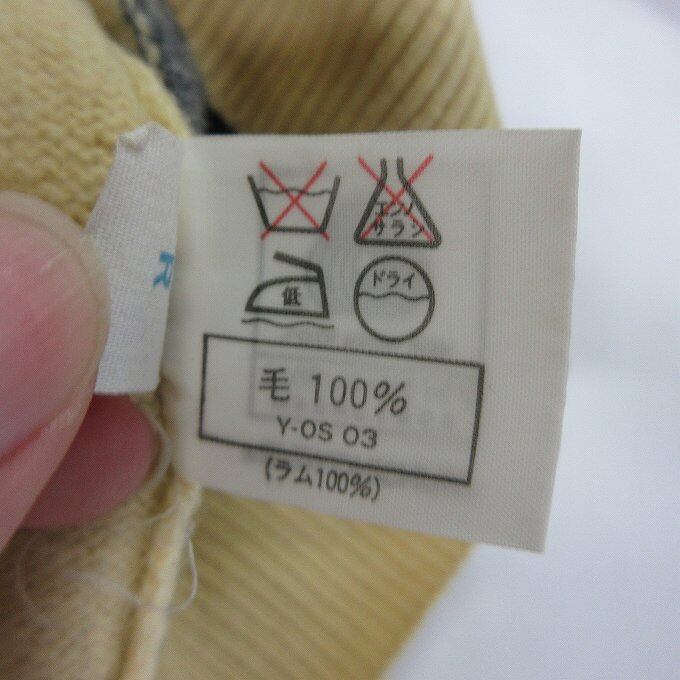 エンソ
サラシ
低
ドライ
毛 100%
Y-OS 03
(ラム100%)
R